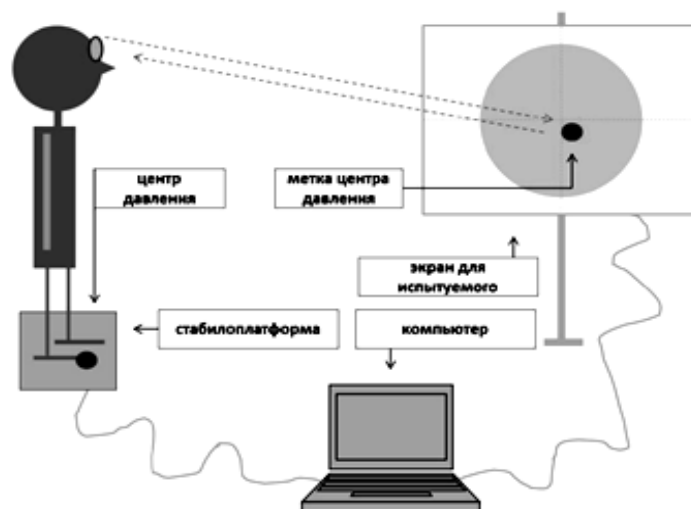 центр
давления
метка центра
давления
экран для
испытуемого
стабилоплатформа
компьютер